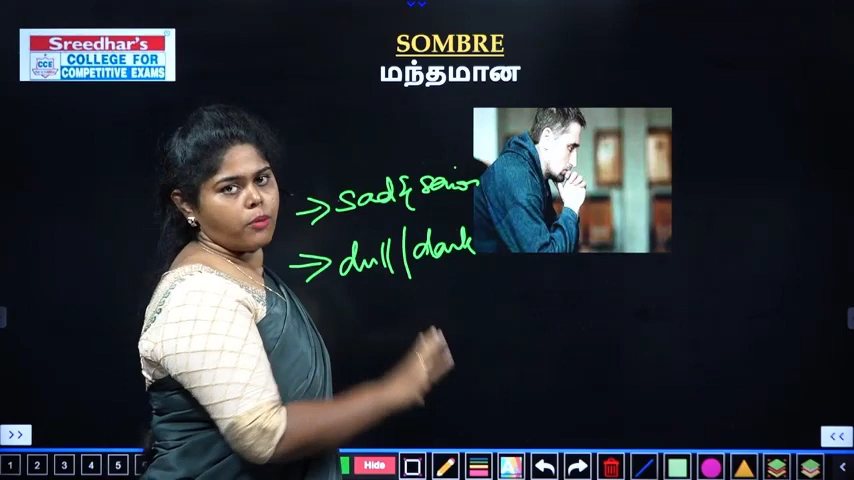 Sreedhar's
CCE
COLLEGE FOR
COMPETITIVE EXAMS
SOMBRE
மந்தமான
→ sad & serious
→ dull/dark
>>
<<
1 2 3 4 5
Hide